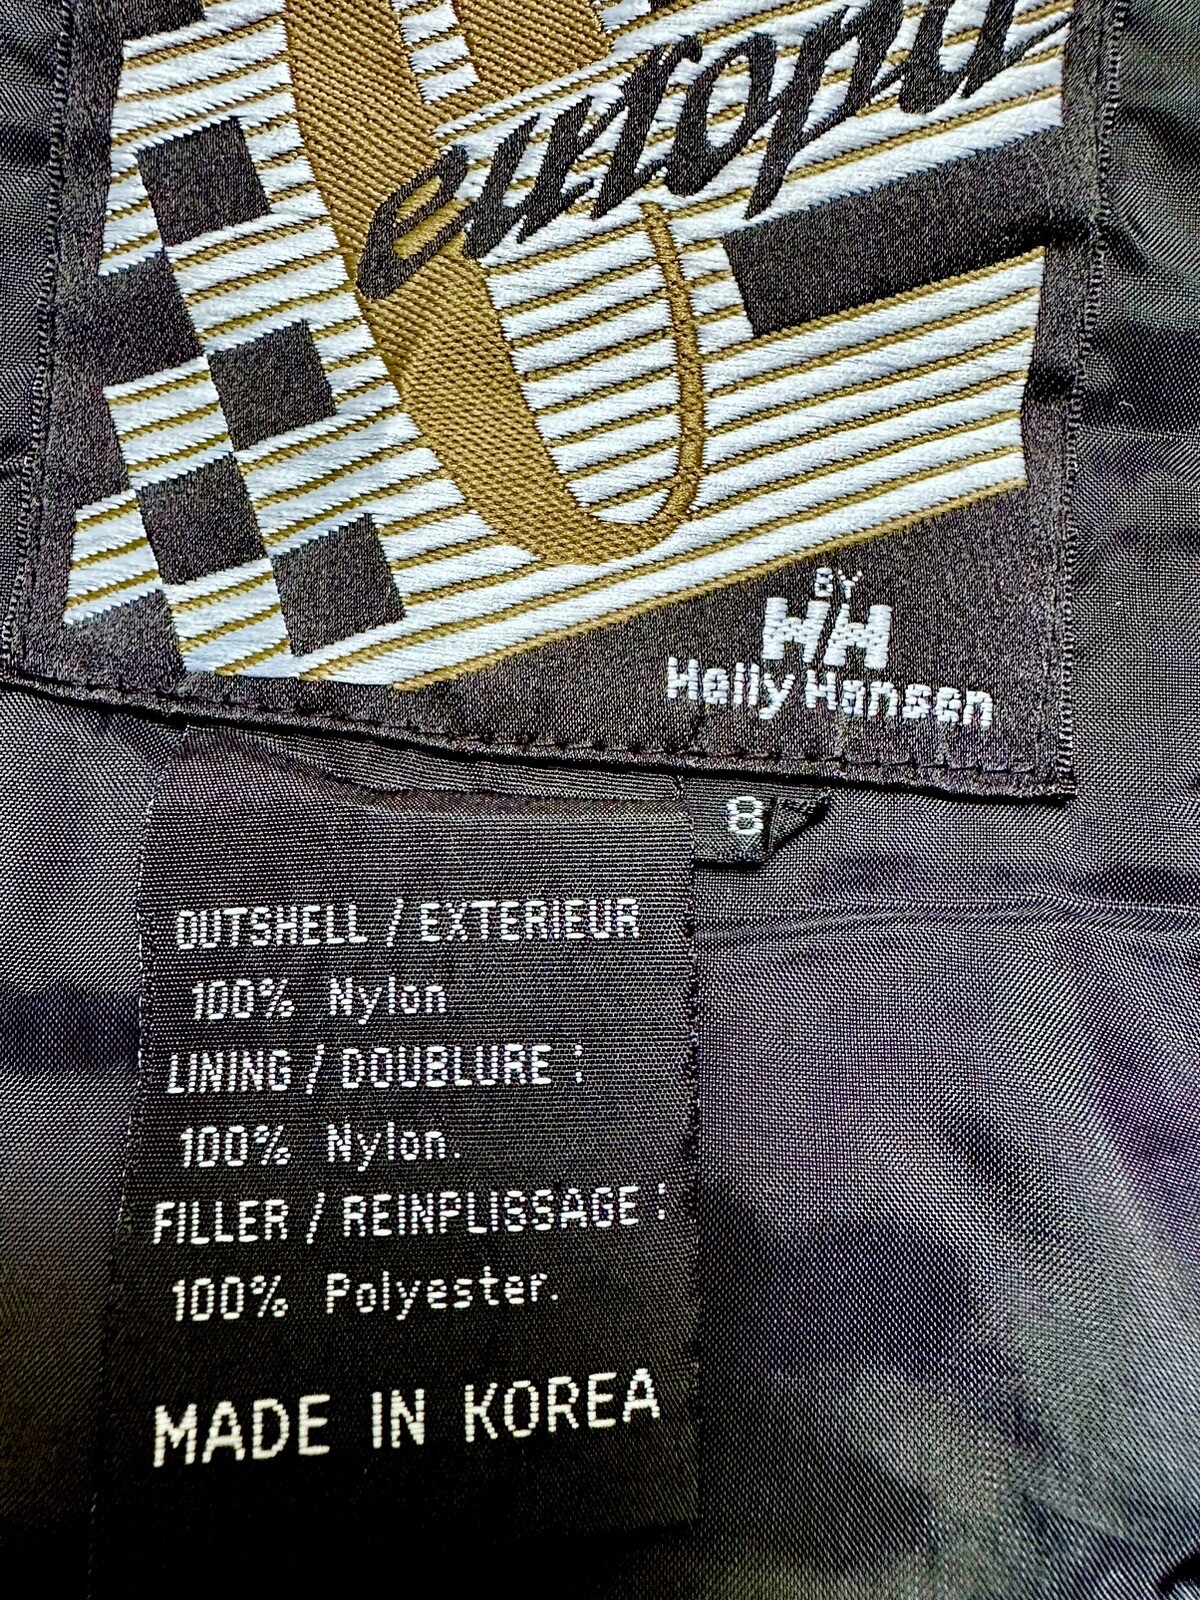 europa
BY
HH
Helly Hansen
8
OUTSHELL / EXTERIEUR
100% Nylon
LINING / DOUBLURE :
100% Nylon.
FILLER / REINPLISSAGE :
100% Polyester.
MADE IN KOREA